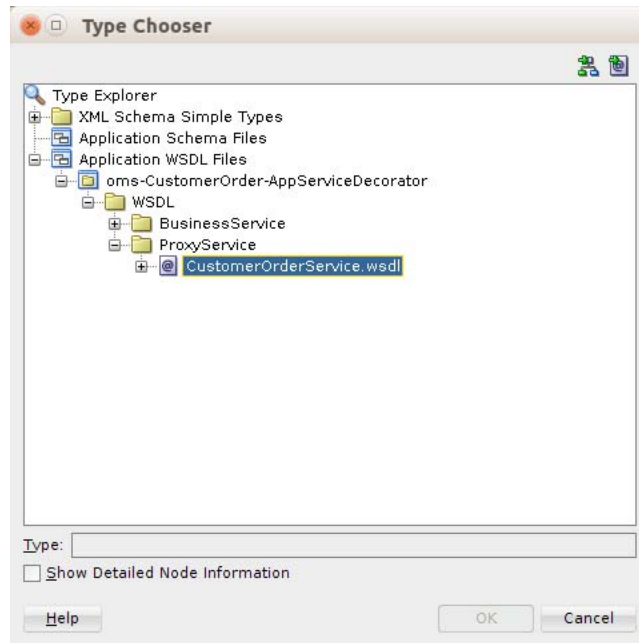 Type Chooser
Type Explorer
XML Schema Simple Types
Application Schema Files
Application WSDL Files
oms-CustomerOrder-AppServiceDecorator
WSDL
BusinessService
ProxyService
CustomerOrderService.wsdl
Type:
Show Detailed Node Information
Help OK Cancel